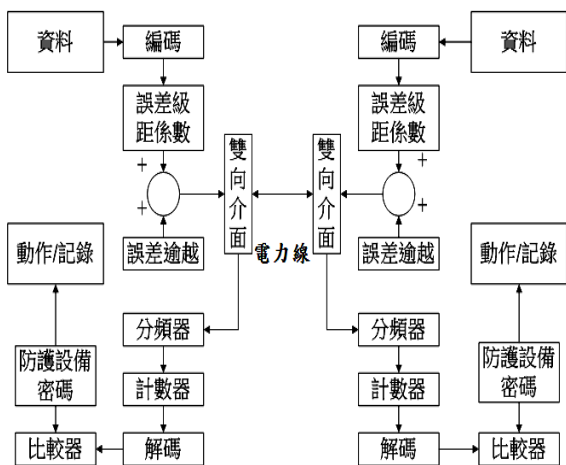 資料
編碼
編碼
資料
誤差級
距係數
誤差級
距係數
+
+
+
+
雙向介面
雙向介面
電力線
誤差逾越
誤差逾越
動作/記錄
動作/記錄
分頻器
分頻器
防護設備
密碼
計數器
計數器
防護設備
密碼
比較器
解碼
解碼
比較器